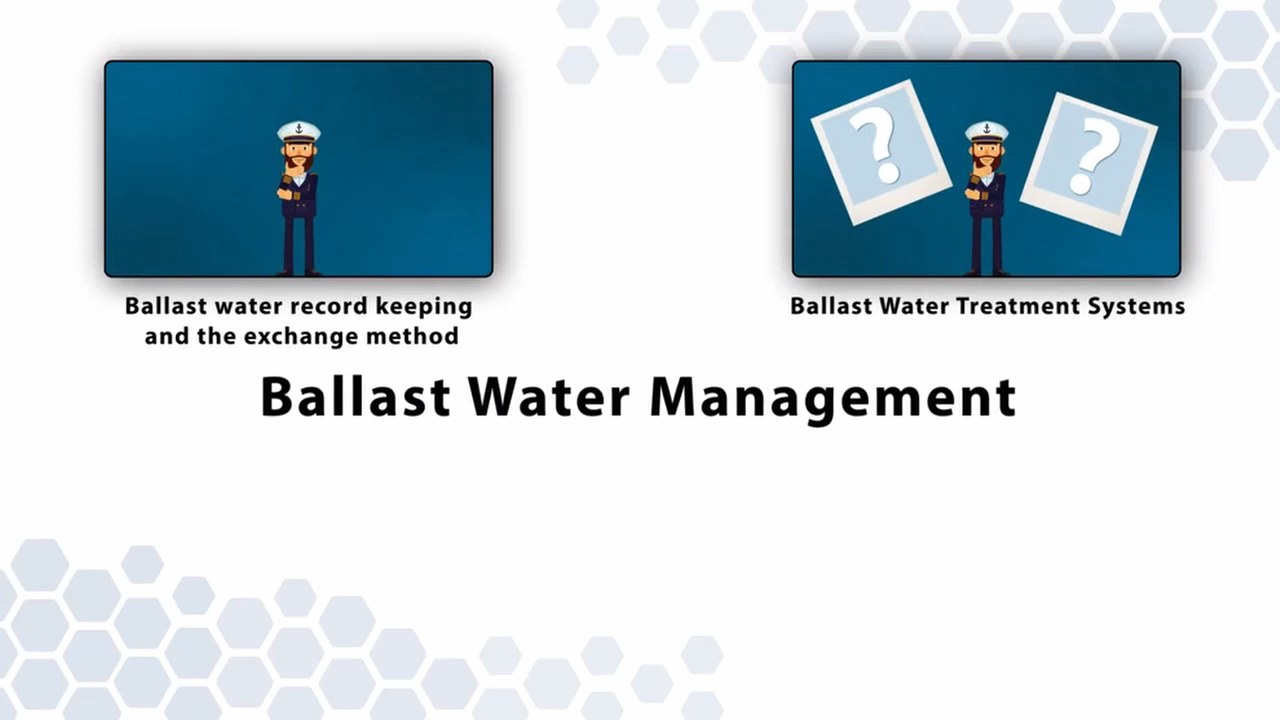 ? ?
Ballast water record keeping
and the exchange method
Ballast Water Treatment Systems
Ballast Water Management